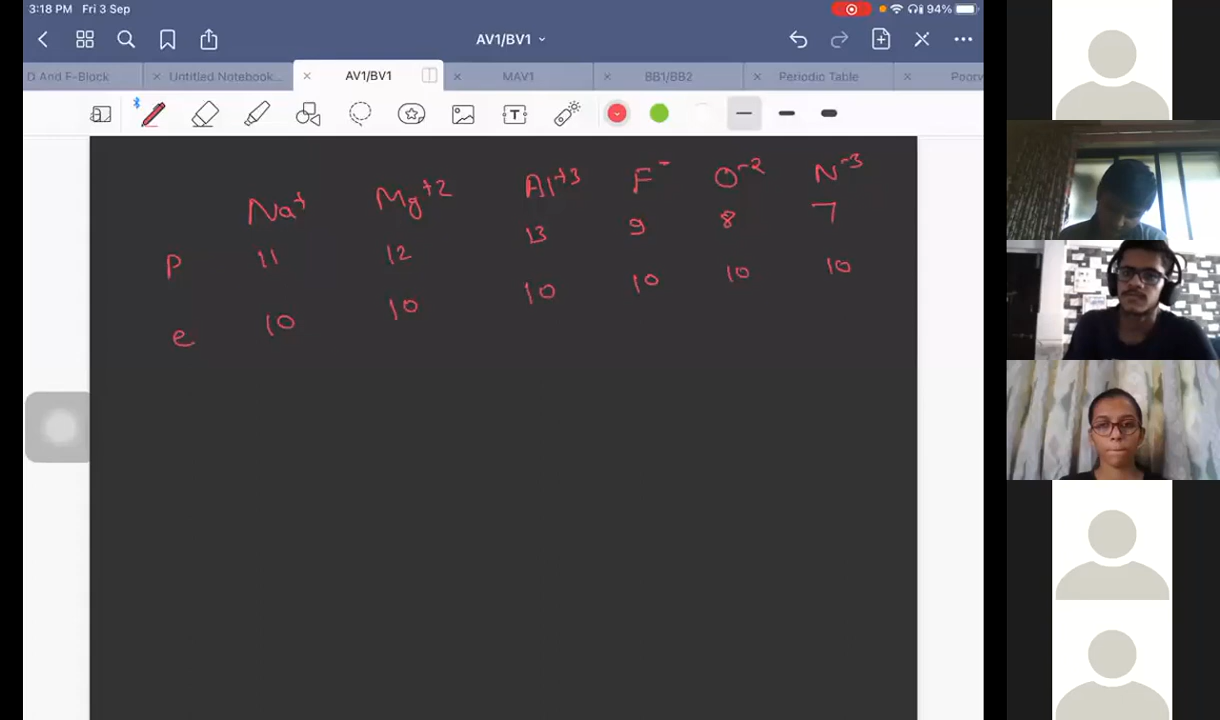 3:18 PM Fri 3 Sep 94%
AV1/BV1
D And F-Block Untitled Notebook... AV1/BV1 MAV1 BB1/BB2 Periodic Table Poorv
T
Na+ Mg+2 Al+3 F- O-2 N-3
P 11 12 13 9 8 7
e 10 10 10 10 10 10